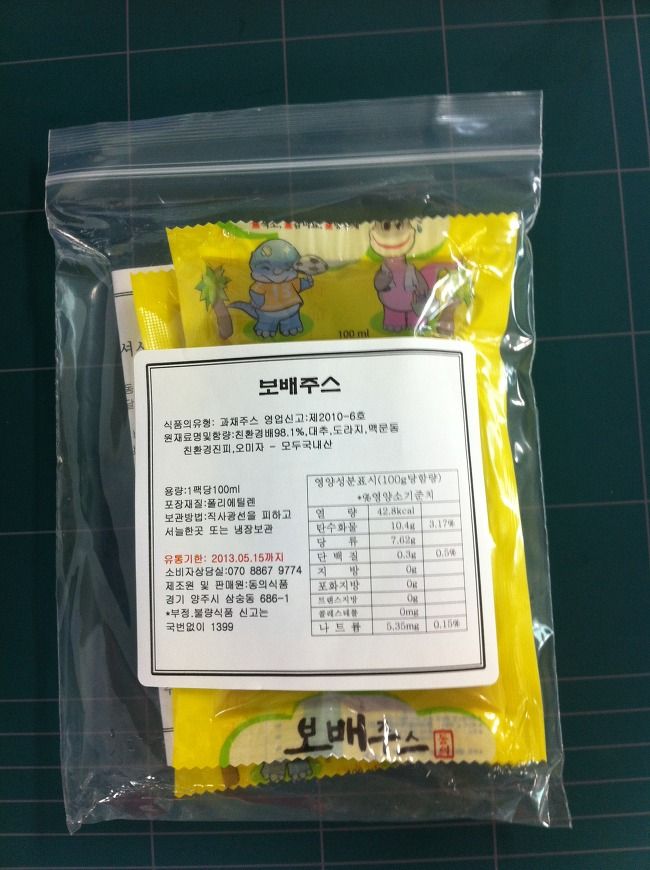 100 ml
보배주스
식품의유형: 과채주스 영업신고:제2010-6호
원재료명및함량:친환경배98.1%,대추,도라지,맥문동
친환경진피,오미자 - 모두국내산
용량:1팩당100ml
포장재질:폴리에틸렌
보관방법:직사광선을 피하고
서늘한곳 또는 냉장보관
유통기한: 2013.05.15까지
소비자상담실:070 8867 9774
제조원 및 판매원:동의식품
경기 양주시 삼숭동 686-1
*부정.불량식품 신고는
국번없이 1399
영양성분표시(100g당함량)
*%영양소기준치
열 량 42.8kcal
탄수화물 10.4g 3.17%
당 류 7.62g
단백질 0.3g 0.5%
지 방 0g
포화지방 0g
트랜스지방 0g
콜레스테롤 0mg
나트륨 5.35mg 0.15%
보배주스